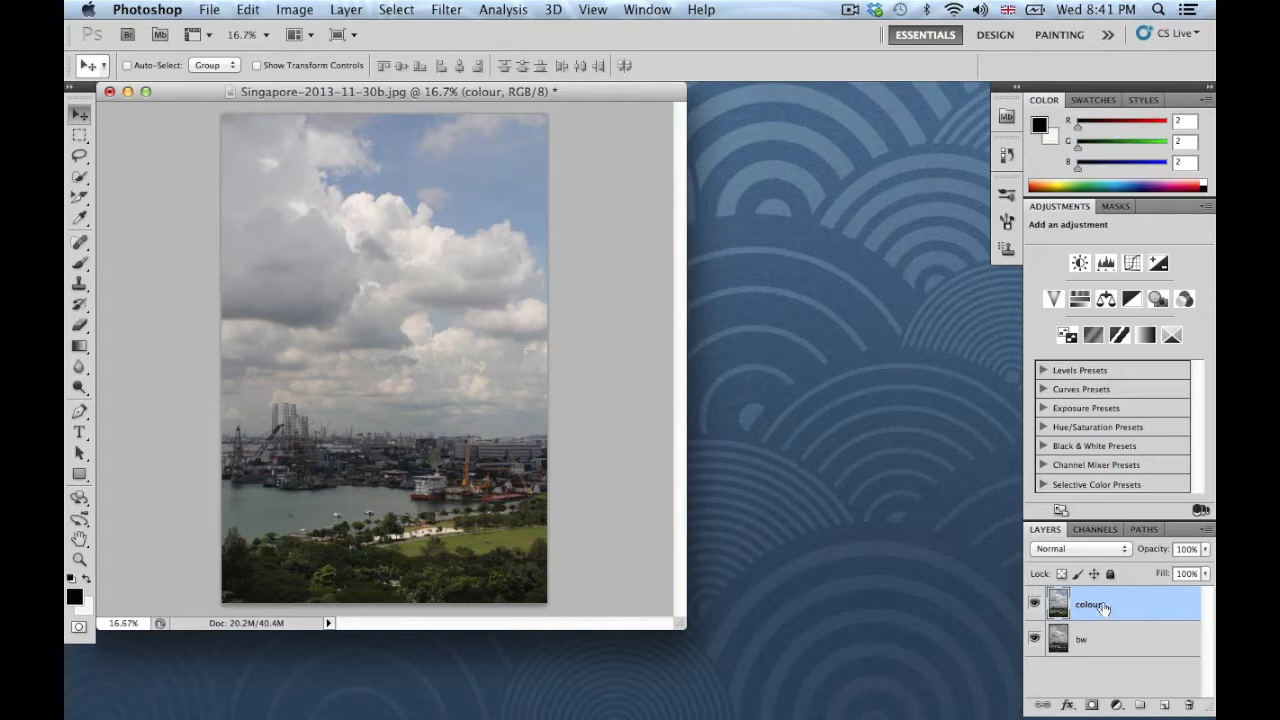 Photoshop File Edit Image Layer Select Filter Analysis 3D View Window Help Wed 8:41 PM
Ps Br Mb 16.7% ESSENTIALS DESIGN PAINTING CS Live
Auto-Select: Group Show Transform Controls
Singapore-2013-11-30b.jpg @ 16.7% (colour, RGB/8) *
Mb
COLOR SWATCHES STYLES
R 2
G 2
B 2
ADJUSTMENTS MASKS
Add an adjustment
Levels Presets
Curves Presets
Exposure Presets
Hue/Saturation Presets
Black & White Presets
Channel Mixer Presets
Selective Color Presets
LAYERS CHANNELS PATHS
Normal Opacity: 100%
Lock: Fill: 100%
colour
bw
16.67% Doc: 20.2M/40.4M